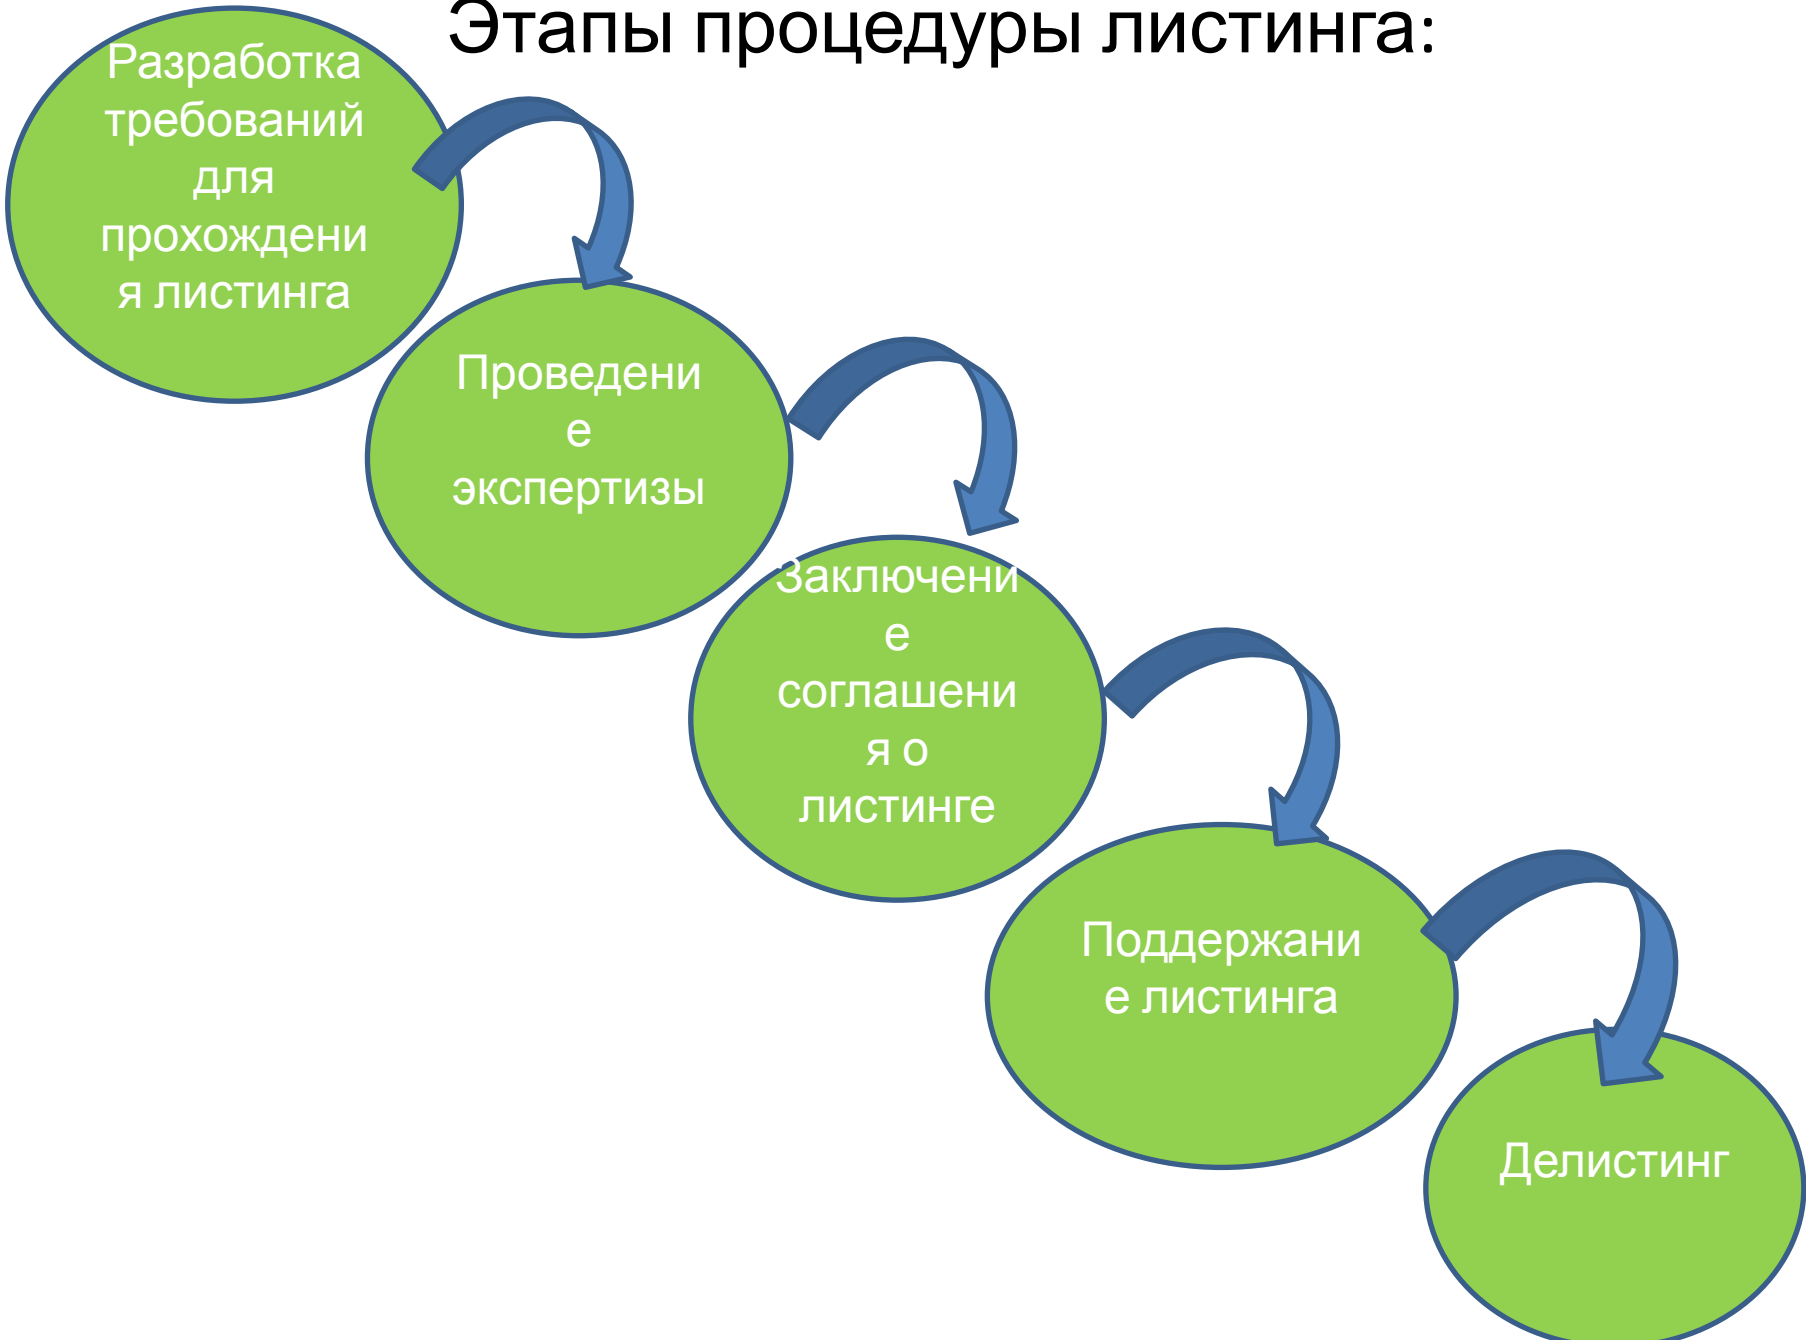 Этапы процедуры листинга:
Разработка
требований
для
прохождени
я листинга
Проведени
е
экспертизы
Заключени
е
соглашени
я о
листинге
Поддержани
е листинга
Делистинг